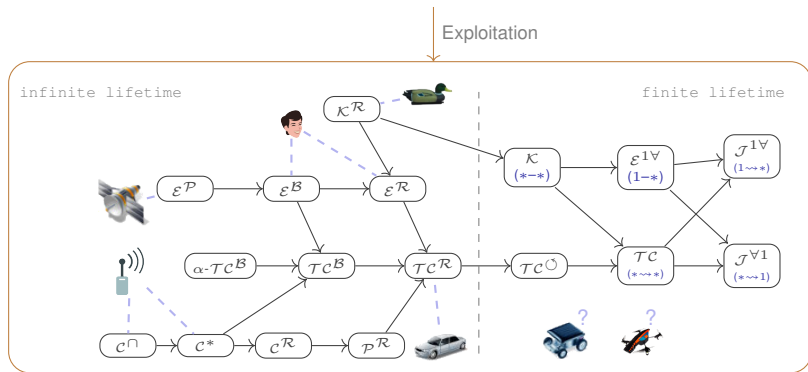 Exploitation
infinite lifetime
finite lifetime
𝒦^ℛ
𝒦
(*–*)
ℰ^{1∀}
(1–*)
𝒥^{1∀}
(1⇝*)
ℰ^𝒫
ℰ^ℬ
ℰ^ℛ
α-𝒯𝒞^ℬ
𝒯𝒞^ℬ
𝒯𝒞^ℛ
𝒯𝒞^↻
𝒯𝒞
(*⇝*)
𝒥^{∀1}
(*⇝1)
𝒞^∩
𝒞^*
𝒞^ℛ
𝒫^ℛ
?
?